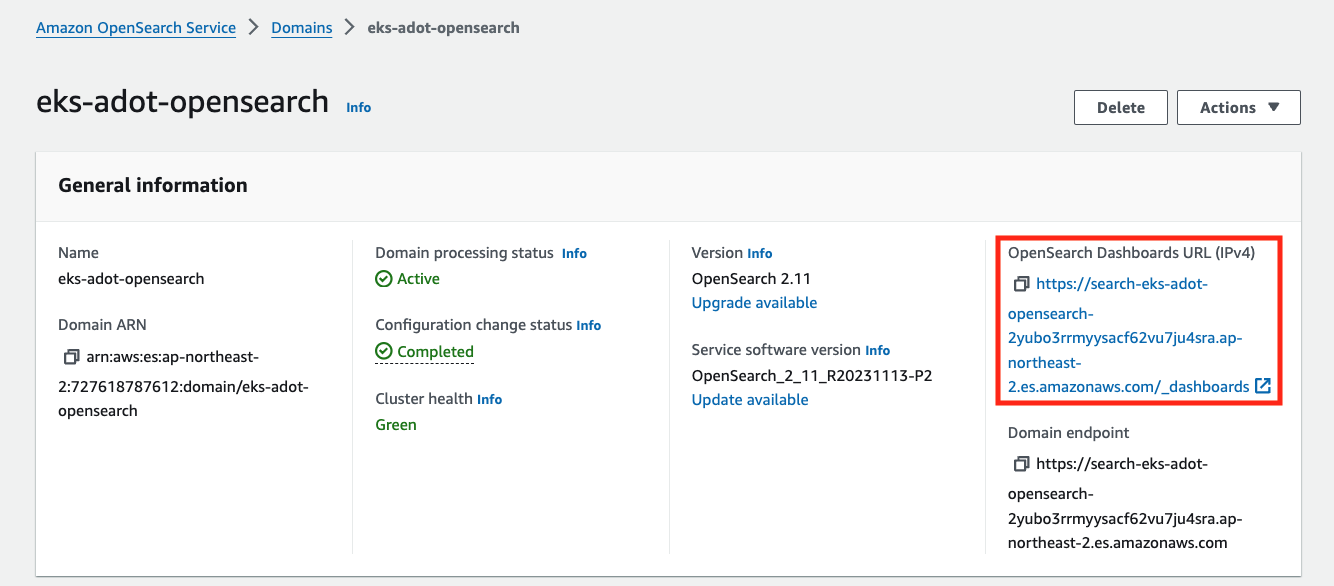 Amazon OpenSearch Service > Domains > eks-adot-opensearch
eks-adot-opensearch Info
Delete
Actions
General information
Name
eks-adot-opensearch
Domain ARN
arn:aws:es:ap-northeast-
2:727618787612:domain/eks-adot-
opensearch
Domain processing status Info
Active
Configuration change status Info
Completed
Cluster health Info
Green
Version Info
OpenSearch 2.11
Upgrade available
Service software version Info
OpenSearch_2_11_R20231113-P2
Update available
OpenSearch Dashboards URL (IPv4)
https://search-eks-adot-
opensearch-
2yubo3rrmyysacf62vu7ju4sra.ap-
northeast-
2.es.amazonaws.com/_dashboards
Domain endpoint
https://search-eks-adot-
opensearch-
2yubo3rrmyysacf62vu7ju4sra.ap-
northeast-2.es.amazonaws.com